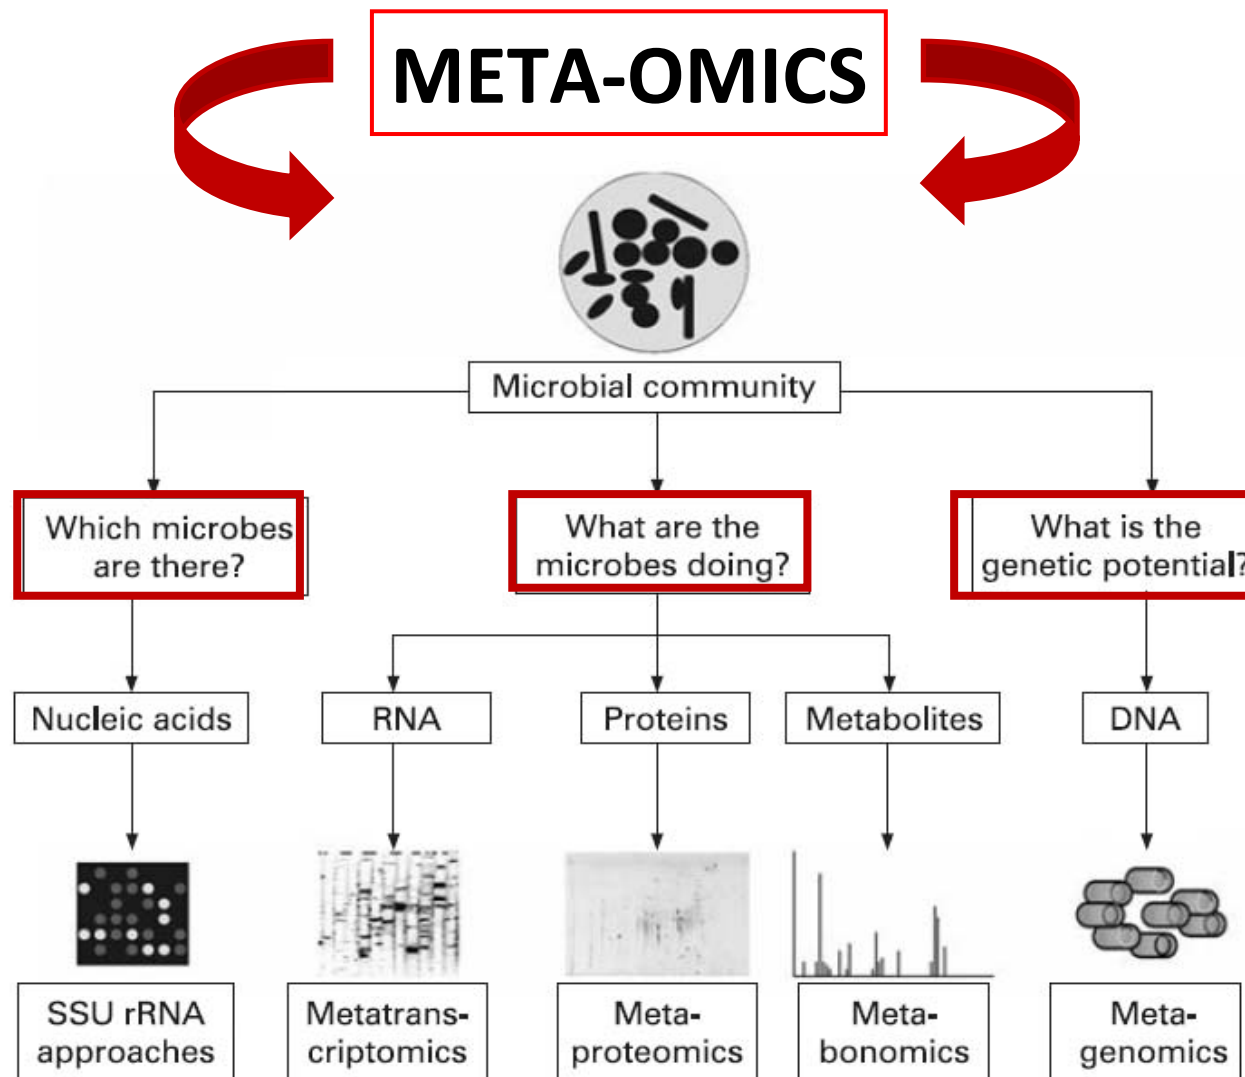 META-OMICS
Microbial community
Which microbes
are there?
What are the
microbes doing?
What is the
genetic potential?
Nucleic acids
RNA
Proteins
Metabolites
DNA
SSU rRNA
approaches
Metatrans-
criptomics
Meta-
proteomics
Meta-
bonomics
Meta-
genomics